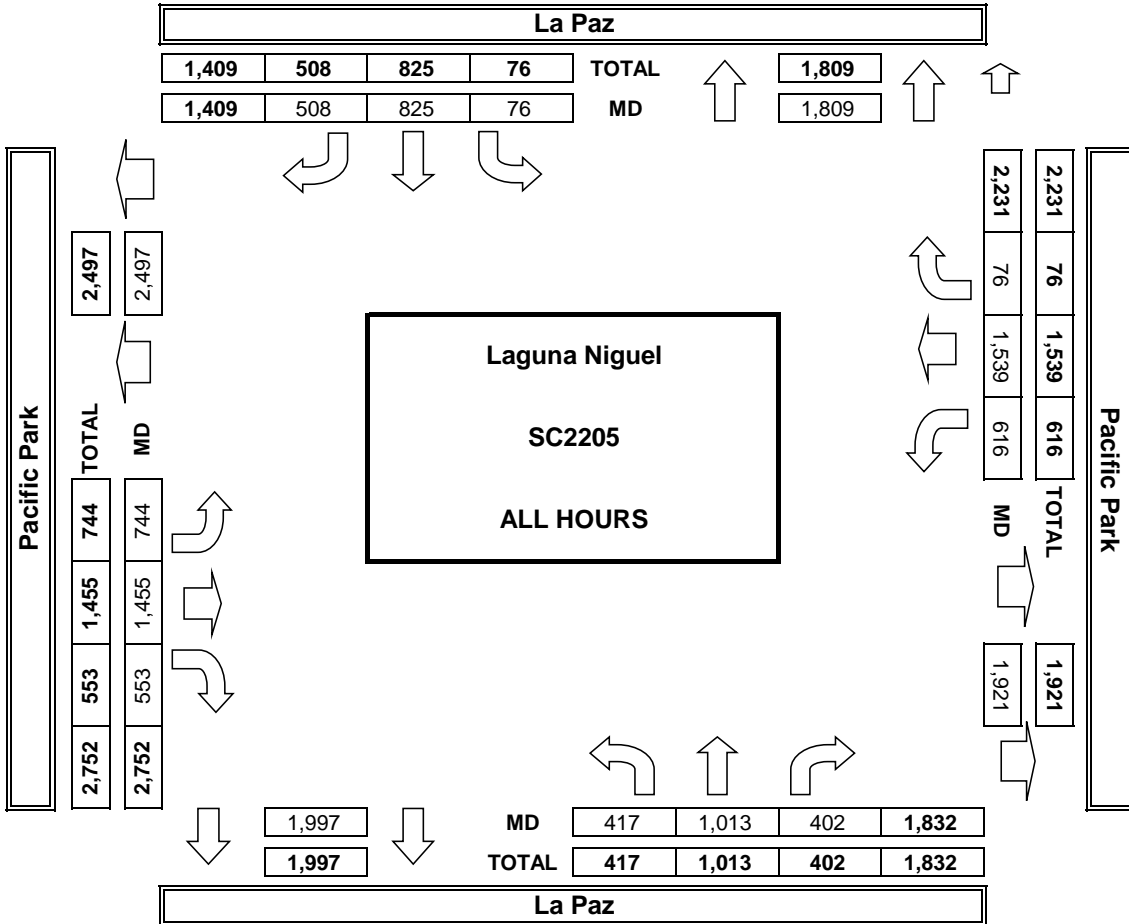 La Paz
1,409 508 825 76 TOTAL 1,809
1,409 508 825 76 MD 1,809
Pacific Park
TOTAL 2,497
MD 2,497
TOTAL 744 1,455 553 2,752
MD 744 1,455 553 2,752
Laguna Niguel
SC2205
ALL HOURS
2,231 76 1,539 616 MD 1,921
2,231 76 1,539 616 TOTAL 1,921
Pacific Park
1,997 MD 417 1,013 402 1,832
1,997 TOTAL 417 1,013 402 1,832
La Paz